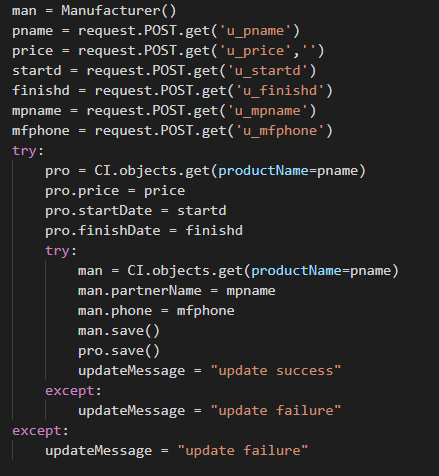 man = Manufacturer()
pname = request.POST.get('u_pname')
price = request.POST.get('u_price','')
startd = request.POST.get('u_startd')
finishd = request.POST.get('u_finishd')
mpname = request.POST.get('u_mpname')
mfphone = request.POST.get('u_mfphone')
try:
    pro = CI.objects.get(productName=pname)
    pro.price = price
    pro.startDate = startd
    pro.finishDate = finishd
    try:
        man = CI.objects.get(productName=pname)
        man.partnerName = mpname
        man.phone = mfphone
        man.save()
        pro.save()
        updateMessage = "update success"
    except:
        updateMessage = "update failure"
except:
    updateMessage = "update failure"